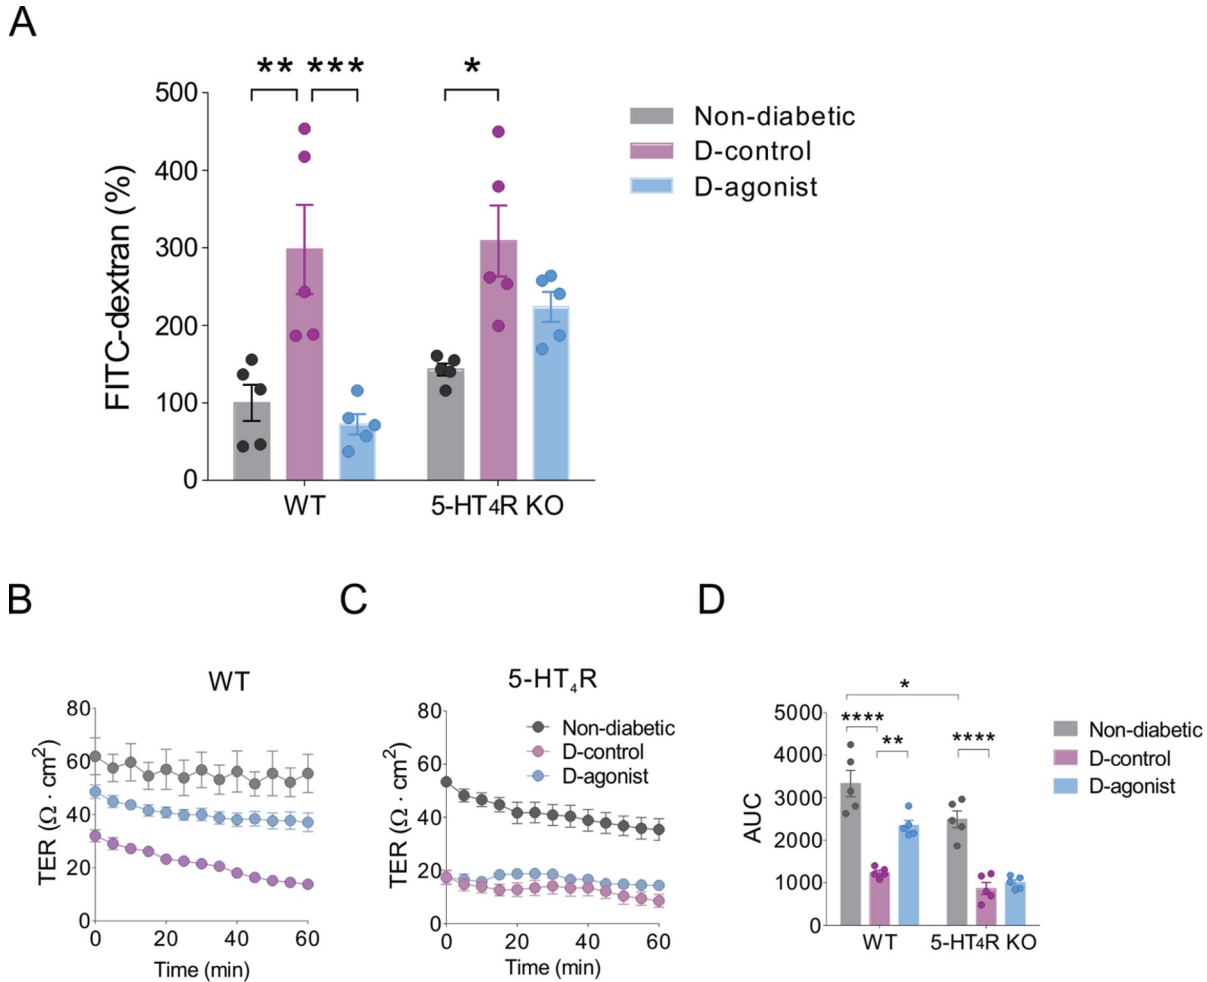 A
** *** *
500
400
300
200
100
0
FITC-dextran (%)
WT 5-HT4R KO
Non-diabetic
D-control
D-agonist
B
WT
80
60
40
20
0
TER (Ω · cm2)
0 20 40 60
Time (min)
C
5-HT4R
80
60
40
20
0
TER (Ω · cm2)
Non-diabetic
D-control
D-agonist
0 20 40 60
Time (min)
D
*
**** ** ****
5000
4000
3000
2000
1000
0
AUC
WT 5-HT4R KO
Non-diabetic
D-control
D-agonist